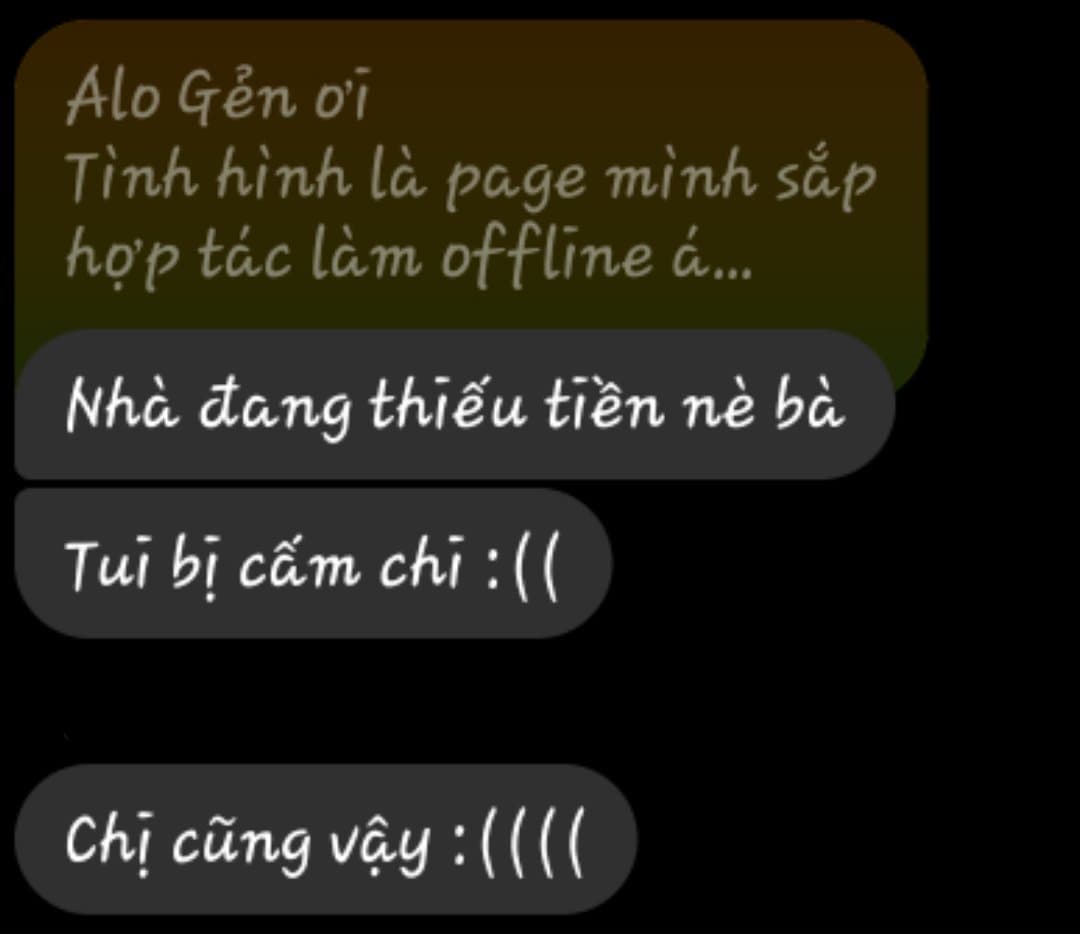 Alo Gẻn ơi
Tình hình là page mình sắp
hợp tác làm offline á...
Nhà đang thiếu tiền nè bà
Tui bị cấm chi :((
Chị cũng vậy :((((